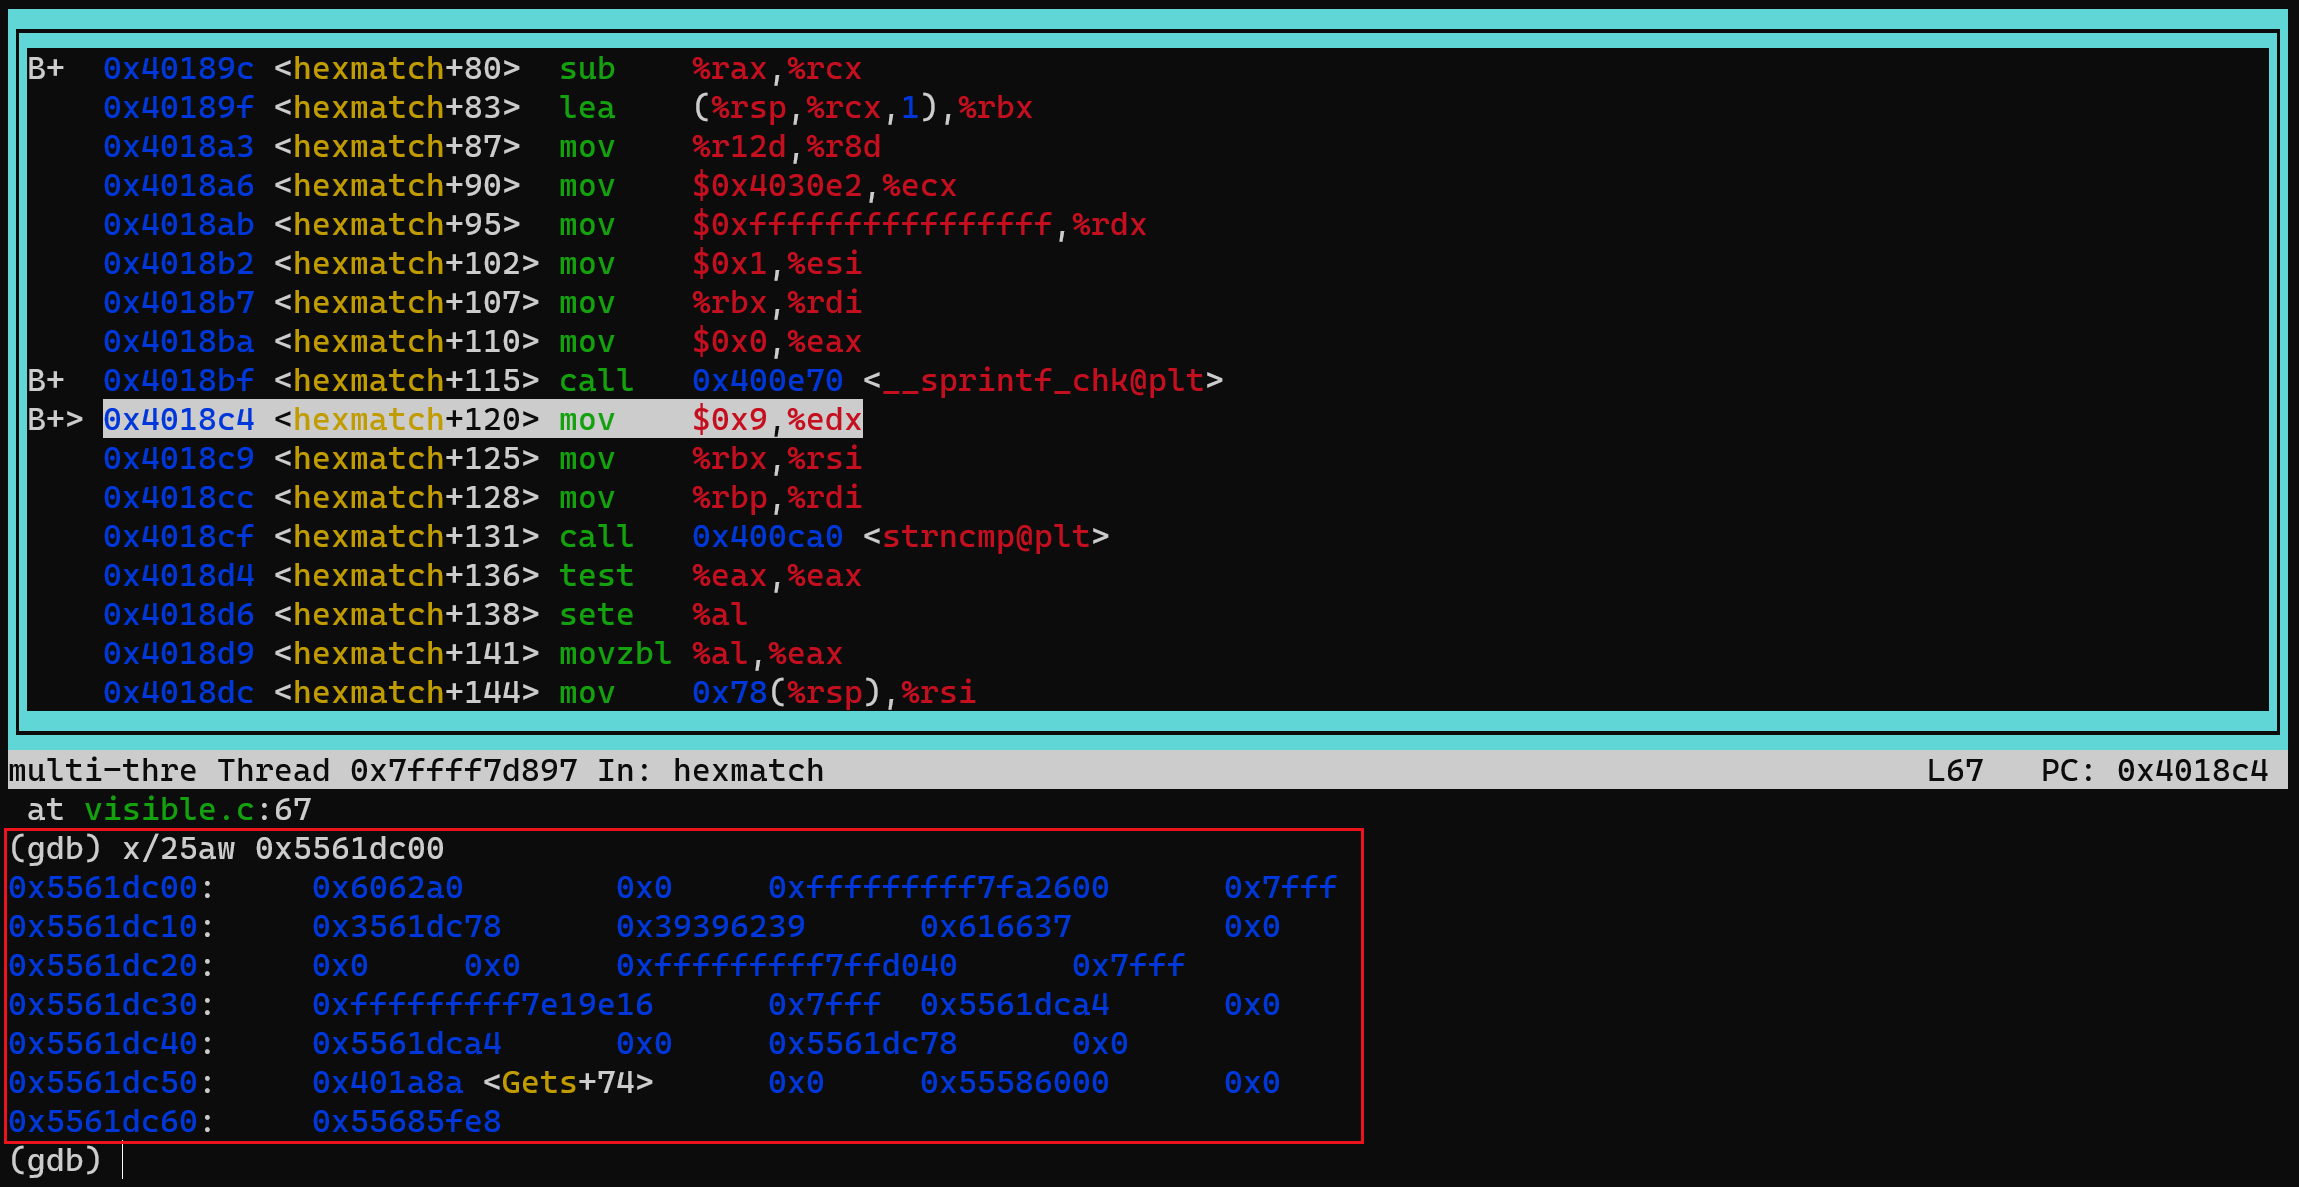 B+  0x40189c <hexmatch+80>  sub    %rax,%rcx
    0x40189f <hexmatch+83>  lea    (%rsp,%rcx,1),%rbx
    0x4018a3 <hexmatch+87>  mov    %r12d,%r8d
    0x4018a6 <hexmatch+90>  mov    $0x4030e2,%ecx
    0x4018ab <hexmatch+95>  mov    $0xffffffffffffffff,%rdx
    0x4018b2 <hexmatch+102> mov    $0x1,%esi
    0x4018b7 <hexmatch+107> mov    %rbx,%rdi
    0x4018ba <hexmatch+110> mov    $0x0,%eax
B+  0x4018bf <hexmatch+115> call   0x400e70 <__sprintf_chk@plt>
B+> 0x4018c4 <hexmatch+120> mov    $0x9,%edx
    0x4018c9 <hexmatch+125> mov    %rbx,%rsi
    0x4018cc <hexmatch+128> mov    %rbp,%rdi
    0x4018cf <hexmatch+131> call   0x400ca0 <strncmp@plt>
    0x4018d4 <hexmatch+136> test   %eax,%eax
    0x4018d6 <hexmatch+138> sete   %al
    0x4018d9 <hexmatch+141> movzbl %al,%eax
    0x4018dc <hexmatch+144> mov    0x78(%rsp),%rsi
multi-thre Thread 0x7ffff7d897 In: hexmatch    L67   PC: 0x4018c4
 at visible.c:67
(gdb) x/25aw 0x5561dc00
0x5561dc00:     0x6062a0        0x0     0xfffffffff7fa2600      0x7fff
0x5561dc10:     0x3561dc78      0x39396239      0x616637        0x0
0x5561dc20:     0x0     0x0     0xfffffffff7ffd040      0x7fff
0x5561dc30:     0xfffffffff7e19e16      0x7fff  0x5561dca4      0x0
0x5561dc40:     0x5561dca4      0x0     0x5561dc78      0x0
0x5561dc50:     0x401a8a <Gets+74>      0x0     0x55586000      0x0
0x5561dc60:     0x55685fe8
(gdb)